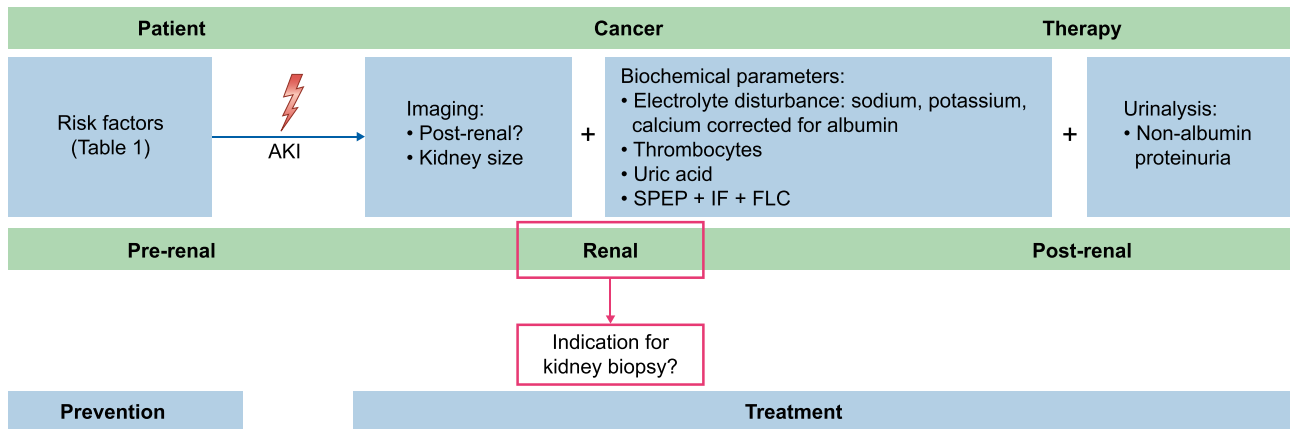 Patient
Cancer
Therapy
Risk factors
(Table 1)
AKI
Imaging:
• Post-renal?
• Kidney size
+
Biochemical parameters:
• Electrolyte disturbance: sodium, potassium,
calcium corrected for albumin
• Thrombocytes
• Uric acid
• SPEP + IF + FLC
+
Urinalysis:
• Non-albumin
proteinuria
Pre-renal
Renal
Post-renal
Indication for
kidney biopsy?
Prevention
Treatment